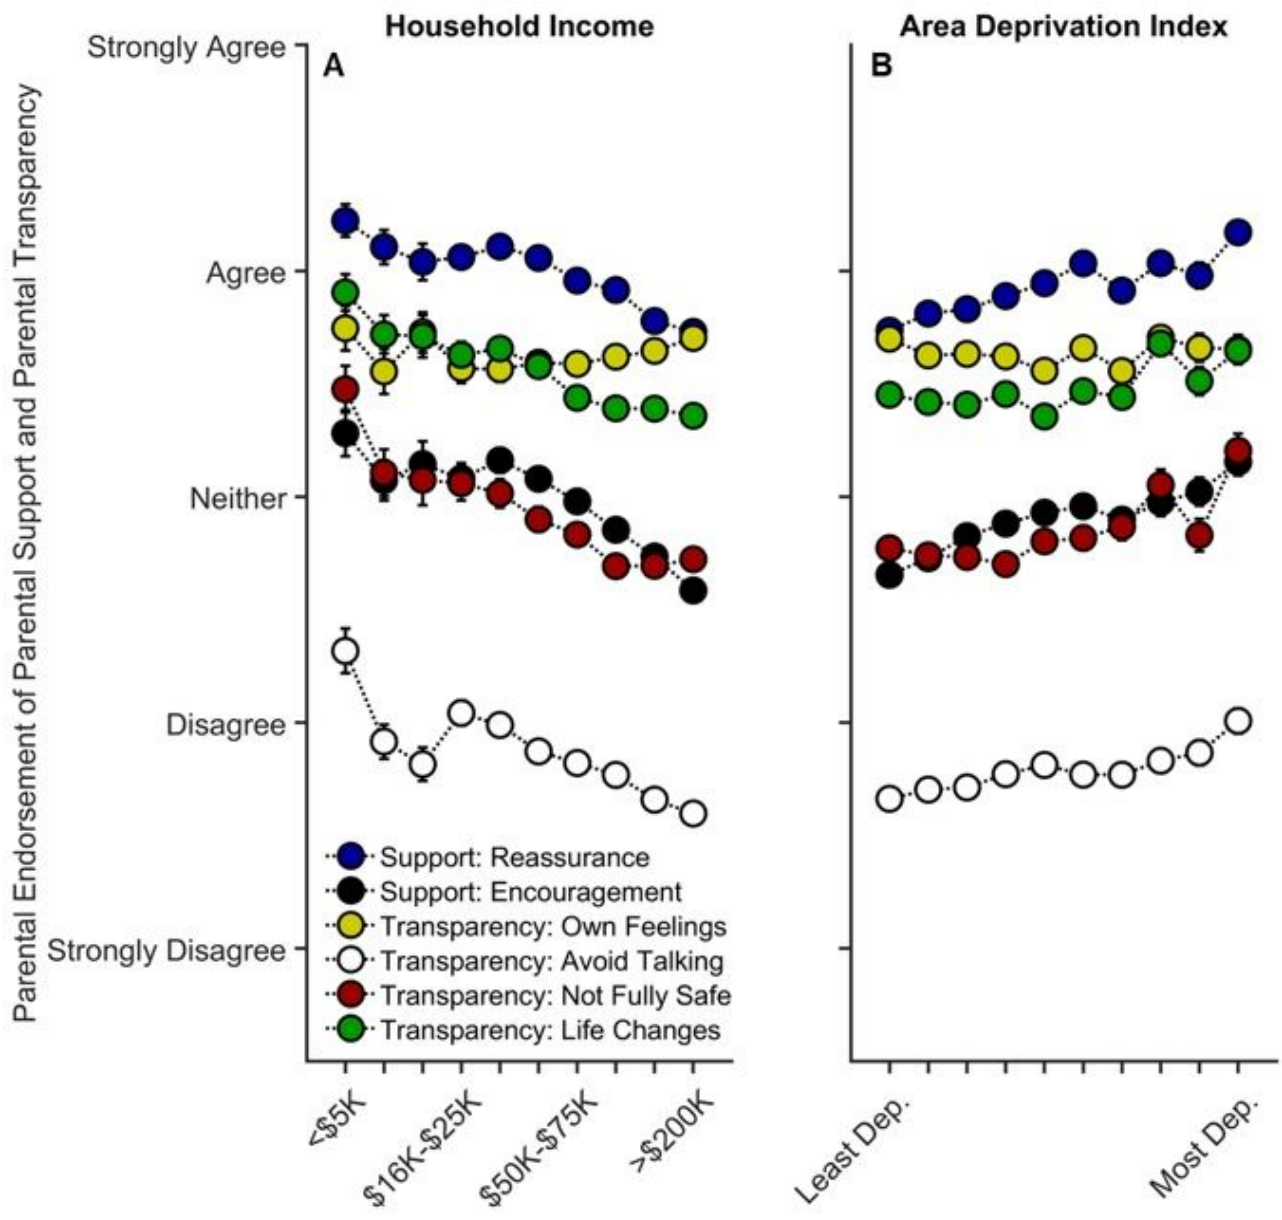 Household Income
Area Deprivation Index
Parental Endorsement of Parental Support and Parental Transparency
Strongly Agree
Agree
Neither
Disagree
Strongly Disagree
A
B
Support: Reassurance
Support: Encouragement
Transparency: Own Feelings
Transparency: Avoid Talking
Transparency: Not Fully Safe
Transparency: Life Changes
<$5K
$16K-$25K
$50K-$75K
>$200K
Least Dep.
Most Dep.